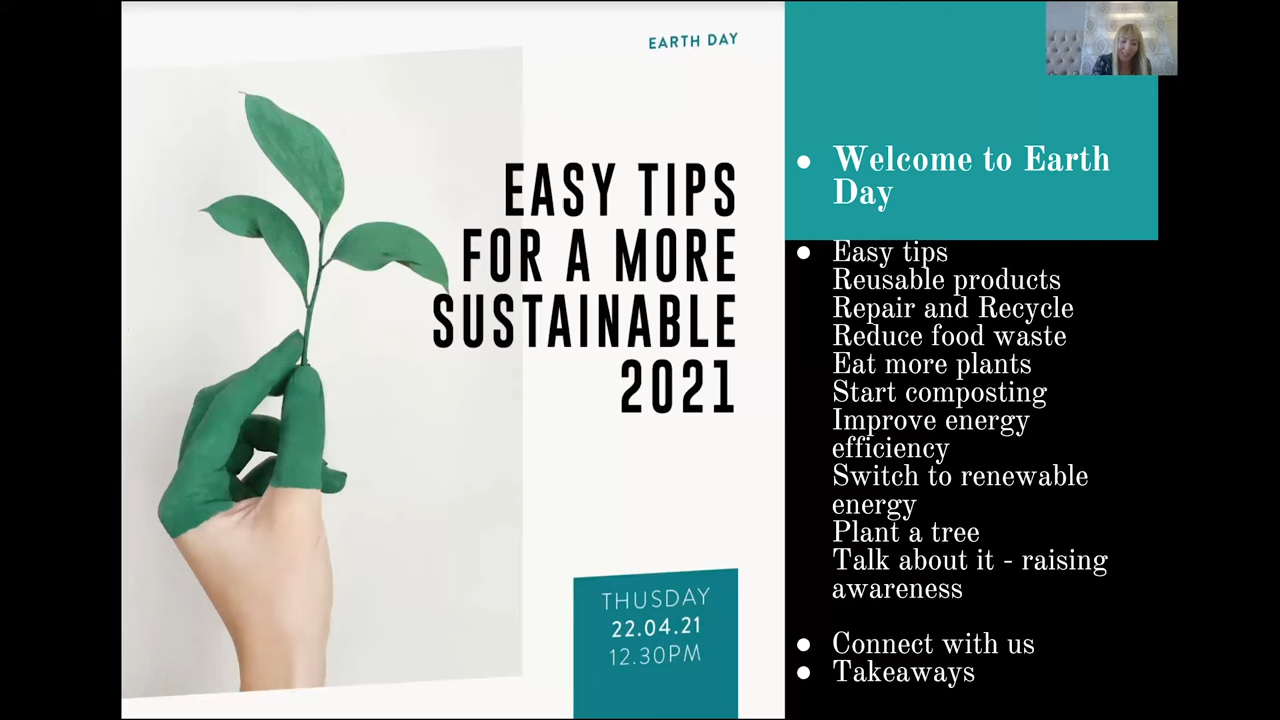 EARTH DAY
EASY TIPS
FOR A MORE
SUSTAINABLE
2021
THUSDAY
22.04.21
12.30PM
● Welcome to Earth
Day
● Easy tips
Reusable products
Repair and Recycle
Reduce food waste
Eat more plants
Start composting
Improve energy
efficiency
Switch to renewable
energy
Plant a tree
Talk about it - raising
awareness
● Connect with us
● Takeaways